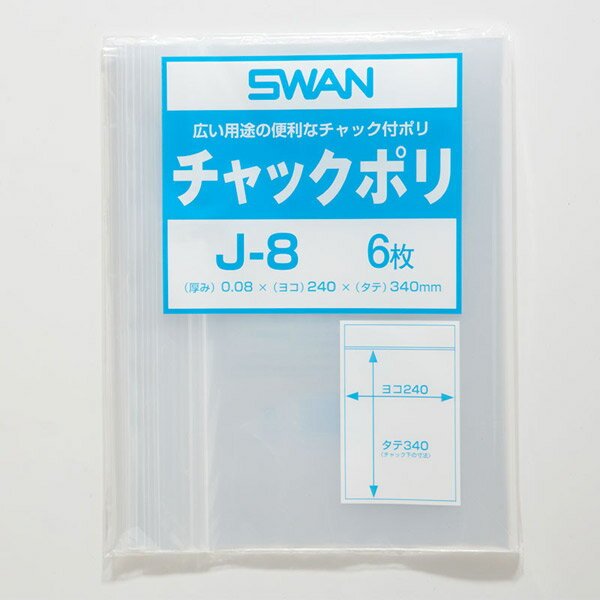 SWAN
広い用途の便利なチャック付ポリ
チャックポリ
J-8 6枚
(厚み) 0.08 × (ヨコ) 240 × (タテ) 340mm
ヨコ240
タテ340
(チャック下の寸法)